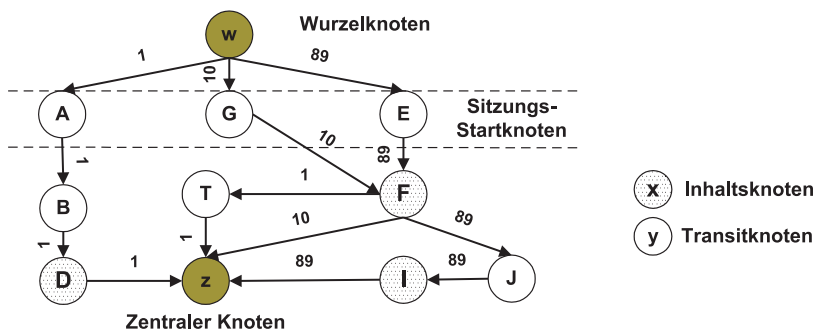 w
Wurzelknoten
1
10
89
A
G
E
Sitzungs-
Startknoten
1
10
89
B
T
1
F
x
Inhaltsknoten
1
1
10
89
y
Transitknoten
D
1
z
89
I
89
J
Zentraler Knoten